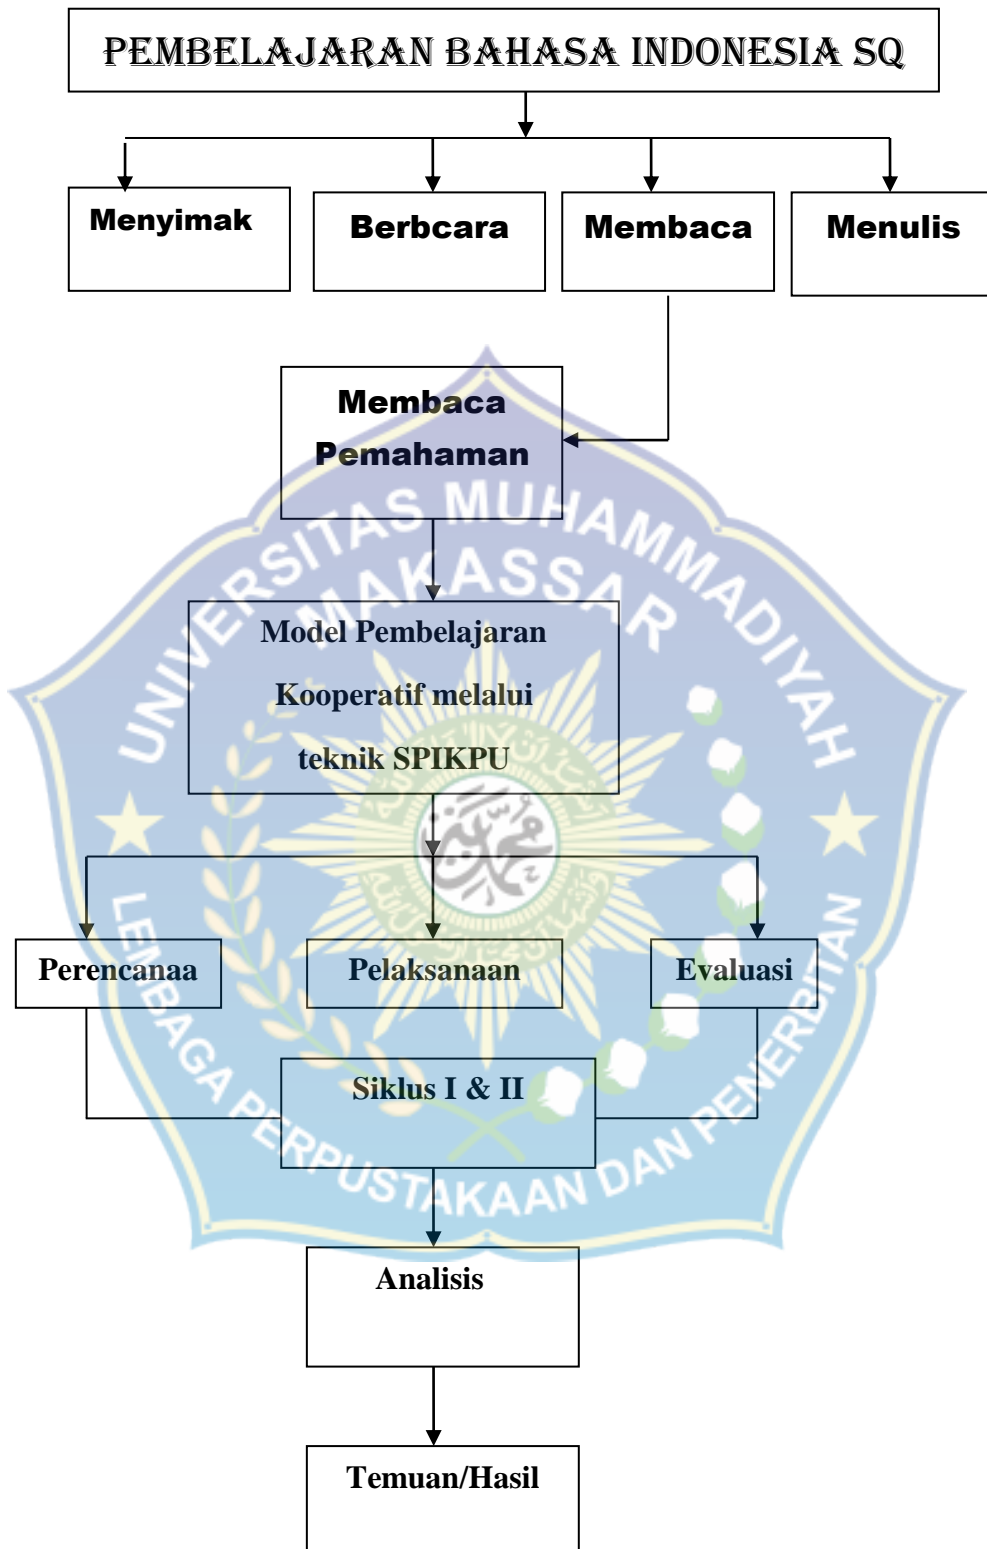 PEMBELAJARAN BAHASA INDONESIA SQ
Menyimak
Berbcara
Membaca
Menulis
Membaca
Pemahaman
UNIVERSITAS MUHAMMADIYAH
MAKASSAR
Model Pembelajaran
Kooperatif melalui
teknik SPIKPU
Perencanaa
Pelaksanaan
Evaluasi
Siklus I & II
LEMBAGA PERPUSTAKAAN DAN PENERBITAN
Analisis
Temuan/Hasil